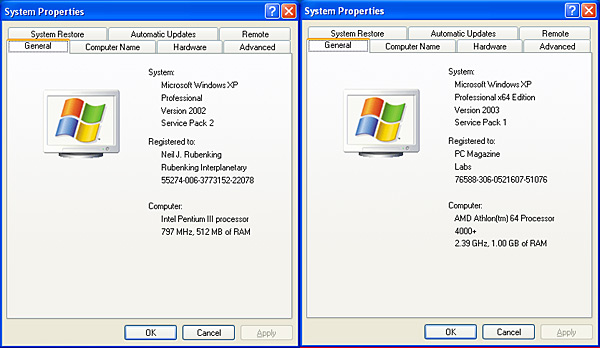 System Properties
System Restore Automatic Updates Remote
General Computer Name Hardware Advanced
System:
Microsoft Windows XP
Professional
Version 2002
Service Pack 2
Registered to:
Neil J. Rubenking
Rubenking Interplanetary
55274-006-3773152-22078
Computer:
Intel Pentium III processor
797 MHz, 512 MB of RAM
OK Cancel Apply
System Properties
System Restore Automatic Updates Remote
General Computer Name Hardware Advanced
System:
Microsoft Windows XP
Professional x64 Edition
Version 2003
Service Pack 1
Registered to:
PC Magazine
Labs
76588-306-0521607-51076
Computer:
AMD Athlon(tm) 64 Processor
4000+
2.39 GHz, 1.00 GB of RAM
OK Cancel Apply